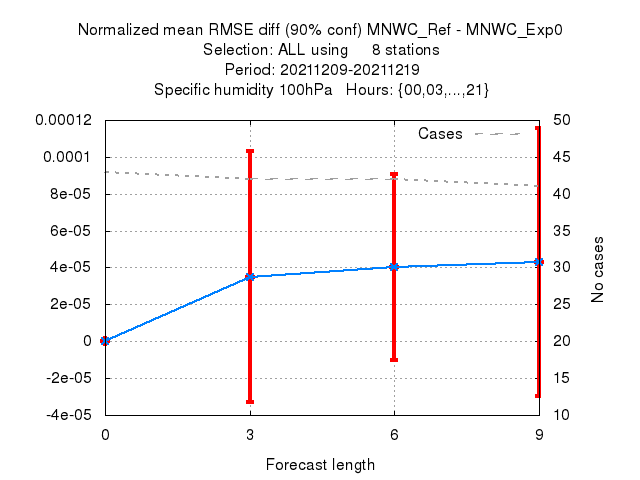 Normalized mean RMSE diff (90% conf) MNWC_Ref - MNWC_Exp0
Selection: ALL using     8 stations
Period: 20211209-20211219
Specific humidity 100hPa   Hours: {00,03,...,21}
Cases
0.00012
0.0001
8e-05
6e-05
4e-05
2e-05
0
-2e-05
-4e-05
50
45
40
35
30
25
20
15
10
No cases
0 3 6 9
Forecast length